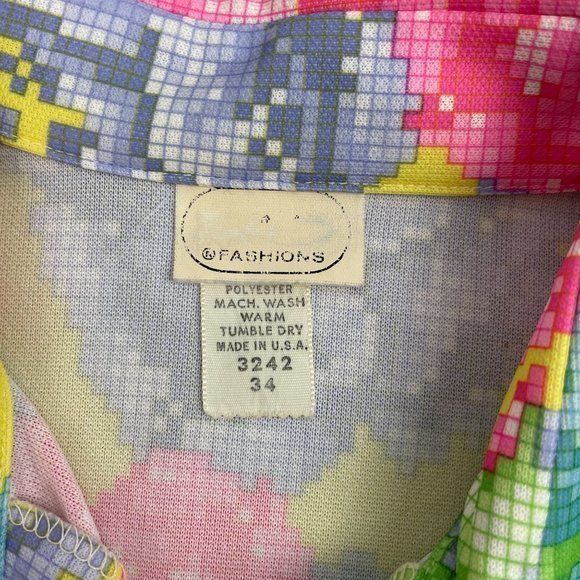 ® FASHIONS
POLYESTER
MACH. WASH
WARM
TUMBLE DRY
MADE IN U.S.A.
3242
34